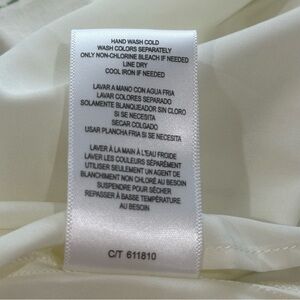 HAND WASH COLD
WASH COLORS SEPARATELY
ONLY NON-CHLORINE BLEACH IF NEEDED
LINE DRY
COOL IRON IF NEEDED
LAVAR A MANO CON AGUA FRIA
LAVAR COLORES SEPARADO
SOLAMENTE BLANQUEADOR SIN CLORO
SI SE NECESITA
SECAR COLGADO
USAR PLANCHA FRIA SI SE NECESITA
LAVER À LA MAIN À L'EAU FROIDE
LAVER LES COULEURS SÉPARÉMENT
UTILISER SEULEMENT UN AGENT DE
BLANCHIMENT NON CHLORÉ AU BESOIN
SUSPENDRE POUR SÉCHER
REPASSER À BASSE TEMPÉRATURE
AU BESOIN
C/T 611810